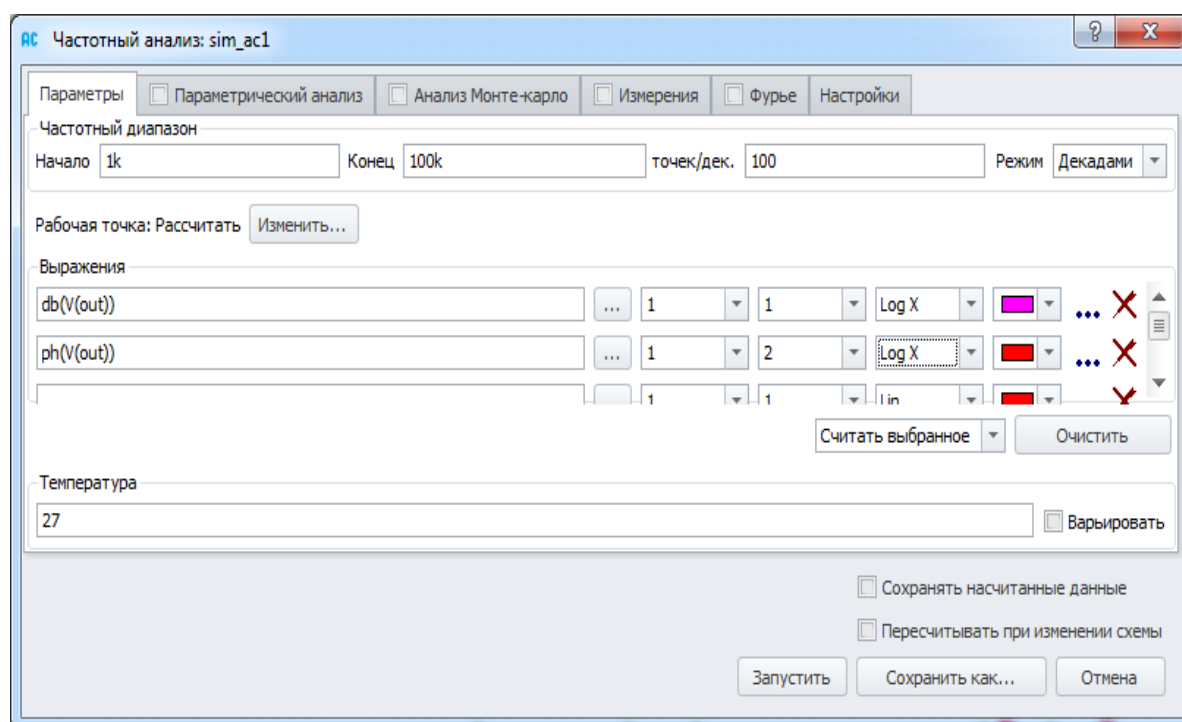 AC Частотный анализ: sim_ac1 ? X
Параметры Параметрический анализ Анализ Монте-карло Измерения Фурье Настройки
Частотный диапазон
Начало 1k Конец 100k точек/дек. 100 Режим Декадами
Рабочая точка: Рассчитать Изменить...
Выражения
db(V(out)) ... 1 1 Log X ...
ph(V(out)) ... 1 2 Log X ...
1 1 Lin
Считать выбранное Очистить
Температура
27 Варьировать
Сохранять насчитанные данные
Пересчитывать при изменении схемы
Запустить Сохранить как... Отмена